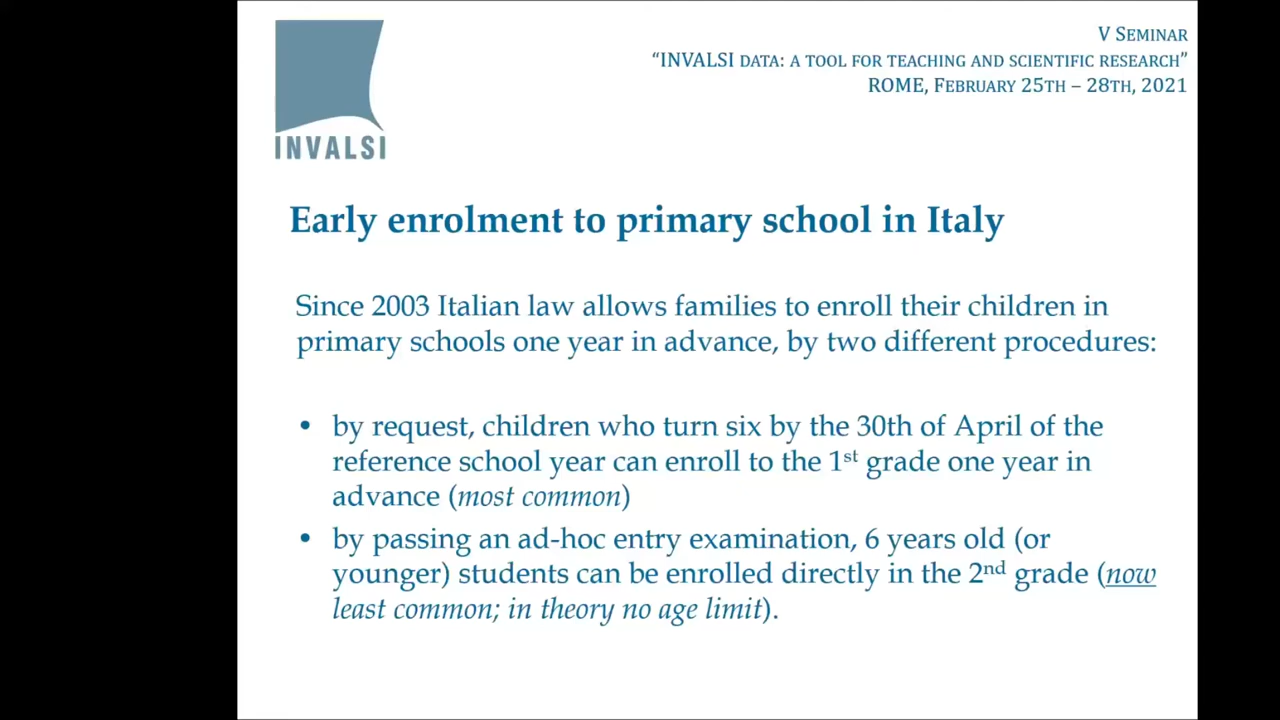 V SEMINAR
“INVALSI DATA: A TOOL FOR TEACHING AND SCIENTIFIC RESEARCH”
ROME, FEBRUARY 25TH – 28TH, 2021
INVALSI
Early enrolment to primary school in Italy
Since 2003 Italian law allows families to enroll their children in
primary schools one year in advance, by two different procedures:
• by request, children who turn six by the 30th of April of the
reference school year can enroll to the 1st grade one year in
advance (most common)
• by passing an ad-hoc entry examination, 6 years old (or
younger) students can be enrolled directly in the 2nd grade (now
least common; in theory no age limit).